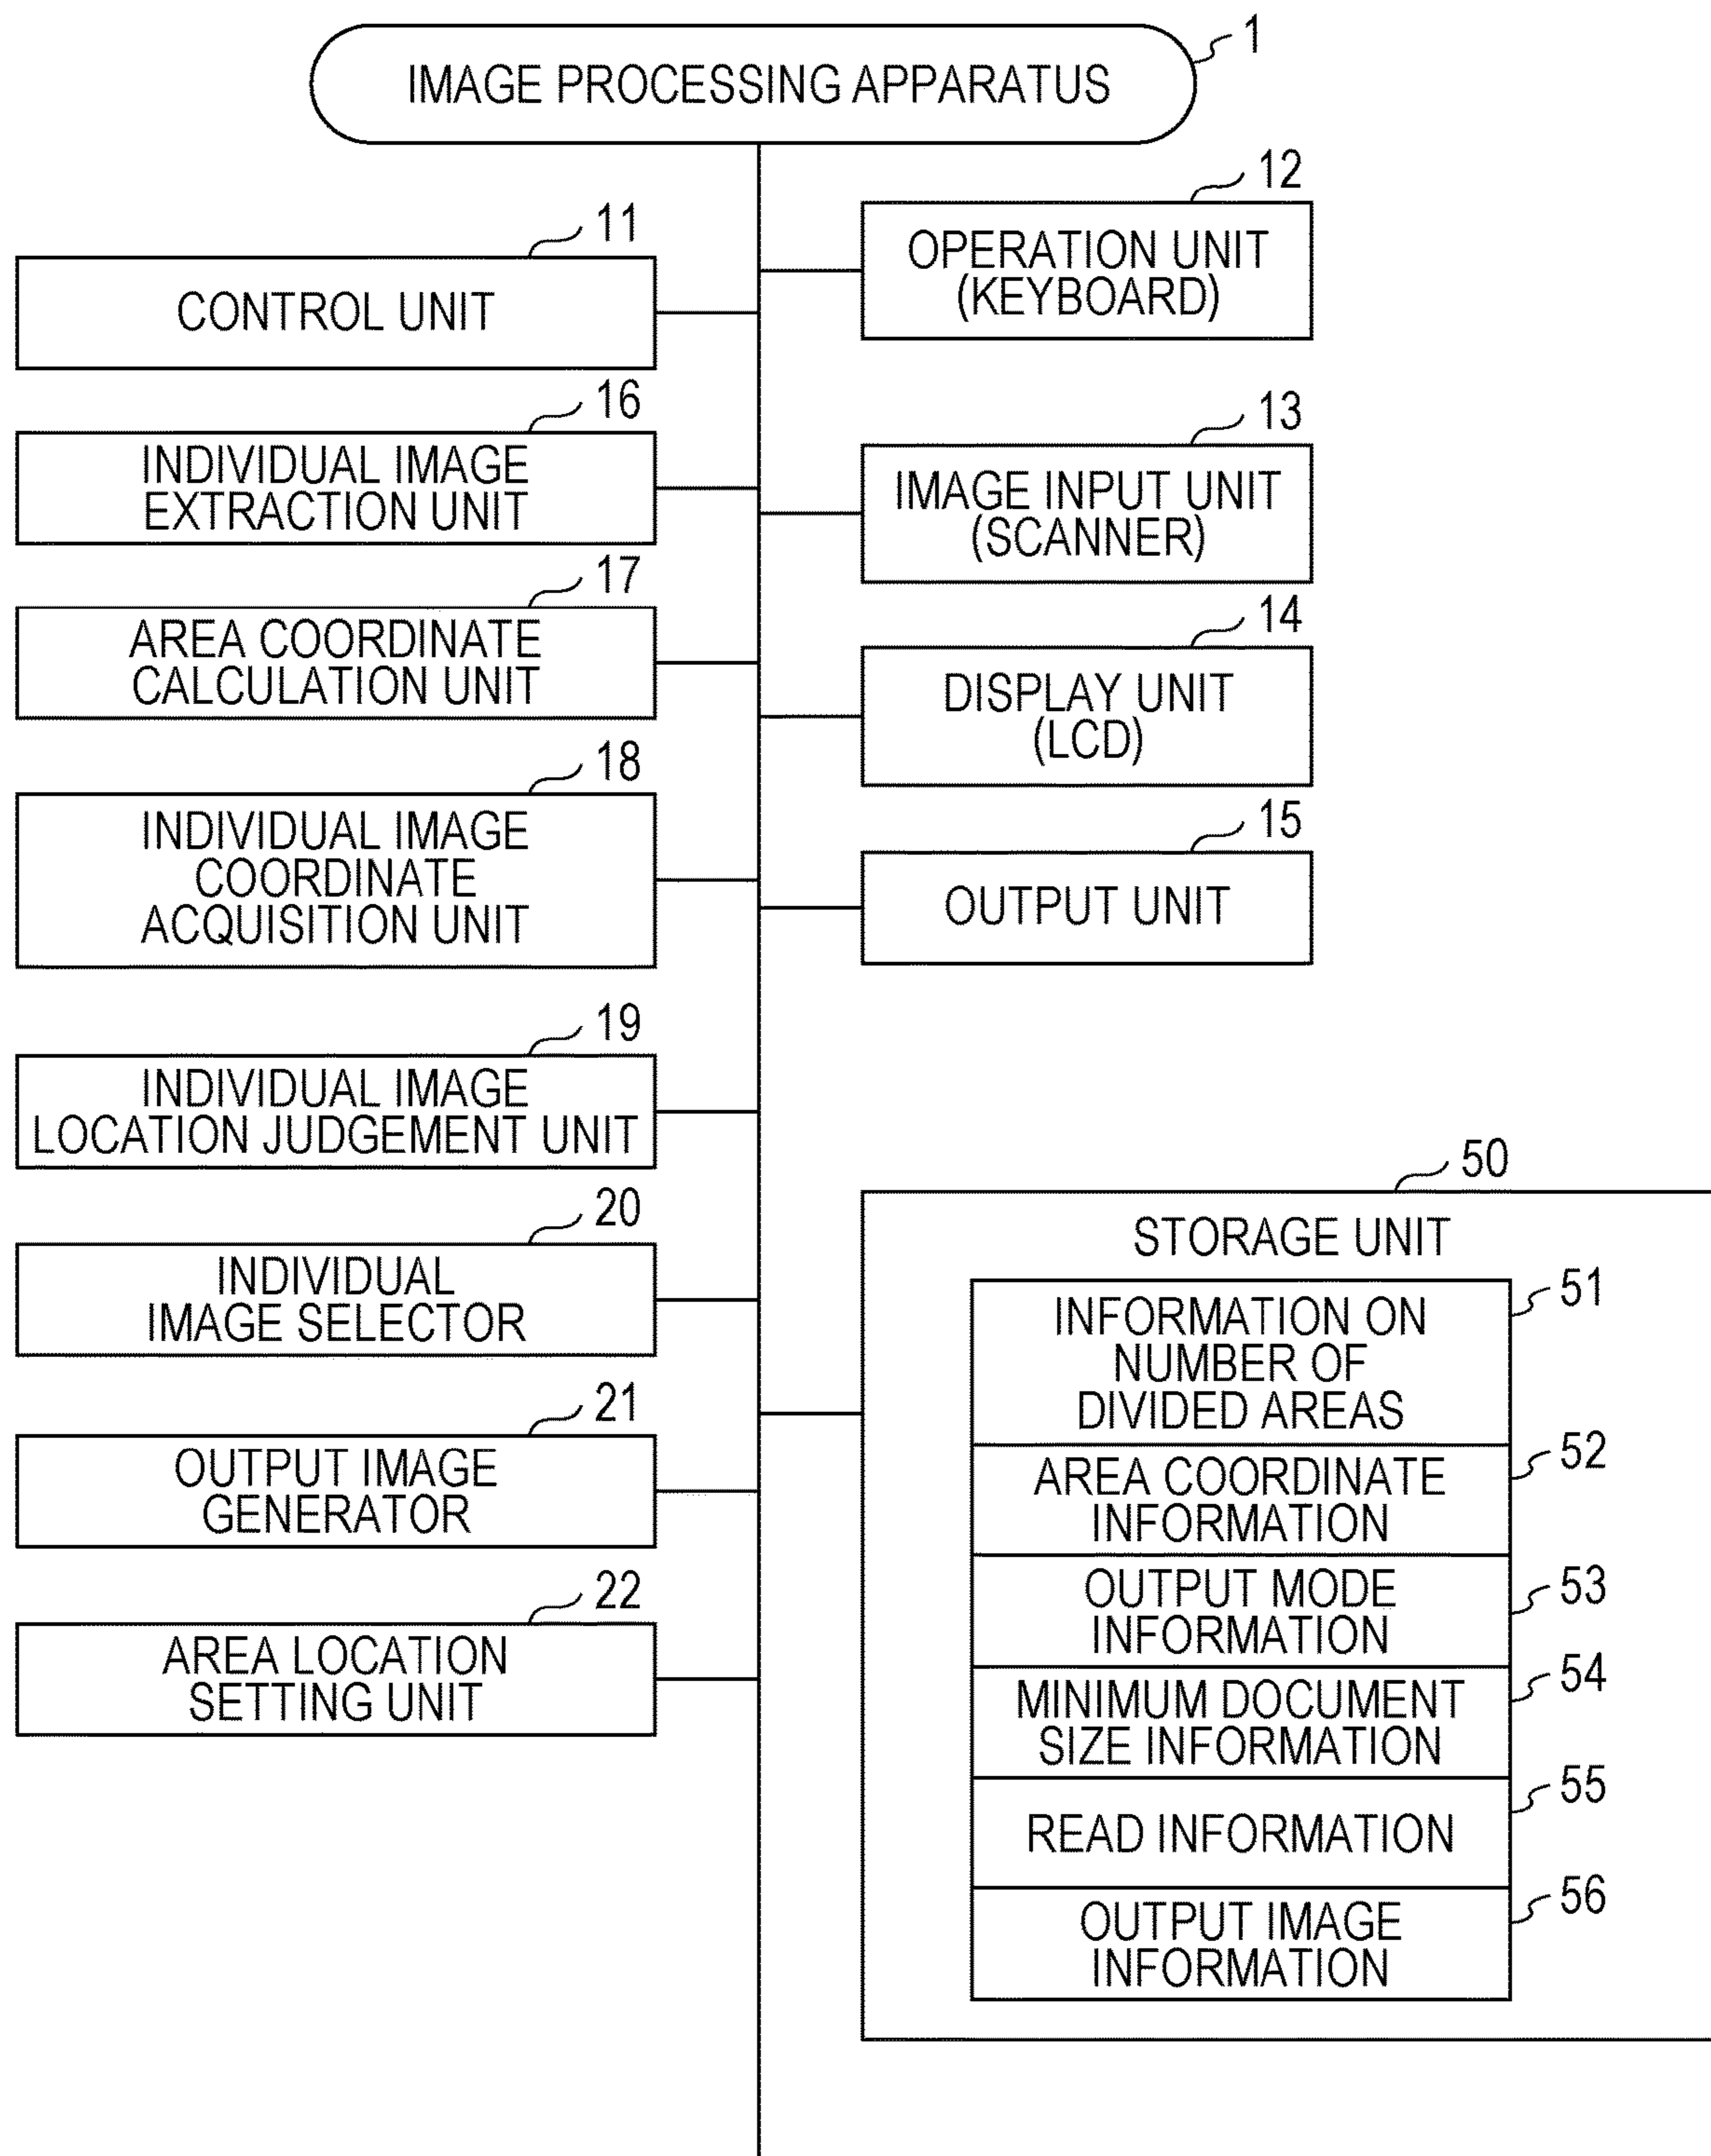 1
IMAGE PROCESSING APPARATUS
11
CONTROL UNIT
16
INDIVIDUAL IMAGE
EXTRACTION UNIT
17
AREA COORDINATE
CALCULATION UNIT
18
INDIVIDUAL IMAGE
COORDINATE
ACQUISITION UNIT
19
INDIVIDUAL IMAGE
LOCATION JUDGEMENT UNIT
20
INDIVIDUAL
IMAGE SELECTOR
21
OUTPUT IMAGE
GENERATOR
22
AREA LOCATION
SETTING UNIT
12
OPERATION UNIT
(KEYBOARD)
13
IMAGE INPUT UNIT
(SCANNER)
14
DISPLAY UNIT
(LCD)
15
OUTPUT UNIT
50
STORAGE UNIT
51
INFORMATION ON
NUMBER OF
DIVIDED AREAS
52
AREA COORDINATE
INFORMATION
53
OUTPUT MODE
INFORMATION
54
MINIMUM DOCUMENT
SIZE INFORMATION
55
READ INFORMATION
56
OUTPUT IMAGE
INFORMATION